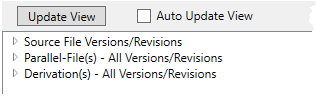 Update View Auto Update View
Source File Versions/Revisions
Parallel-File(s) - All Versions/Revisions
Derivation(s) - All Versions/Revisions